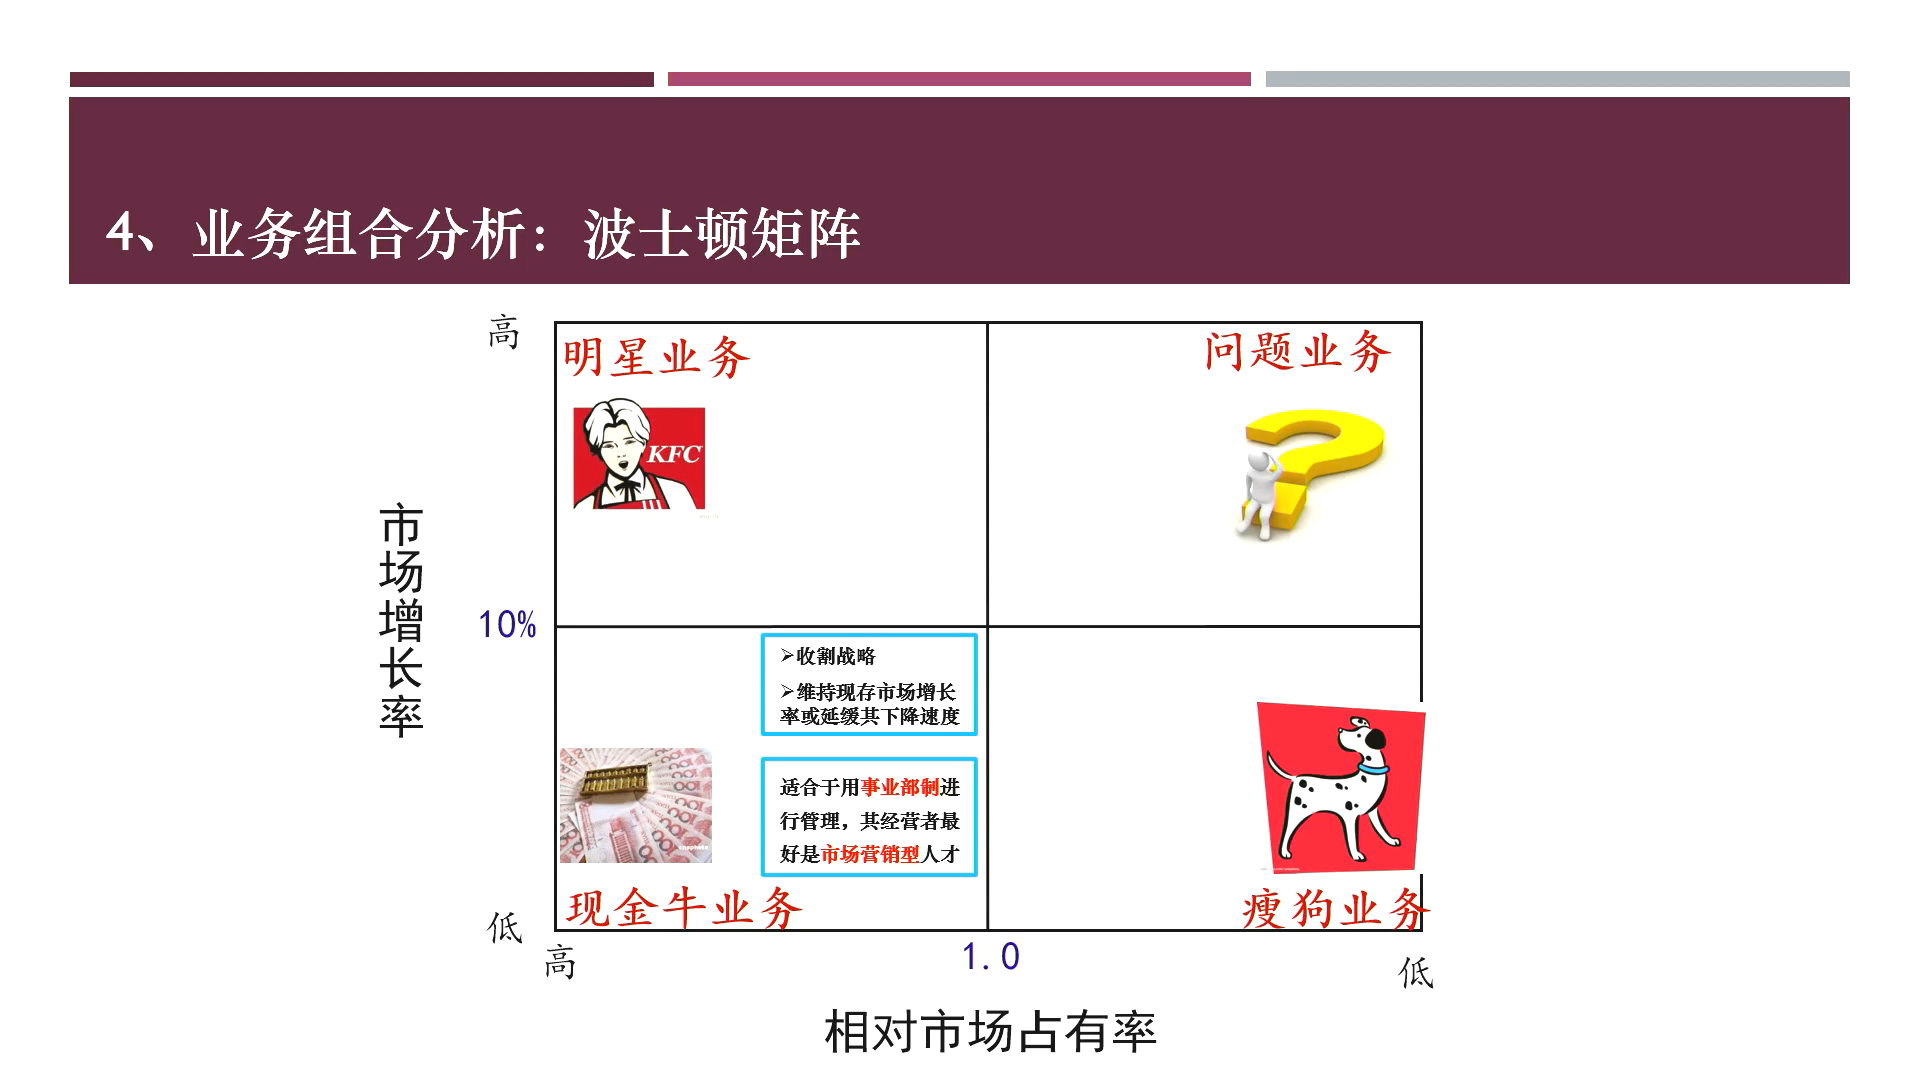 4、业务组合分析：波士顿矩阵
高
明星业务
问题业务
KFC
市场增长率
10%
➢收割战略
➢维持现存市场增长
率或延缓其下降速度
适合于用事业部制进
行管理，其经营者最
好是市场营销型人才
现金牛业务
瘦狗业务
低
高
1.0
低
相对市场占有率